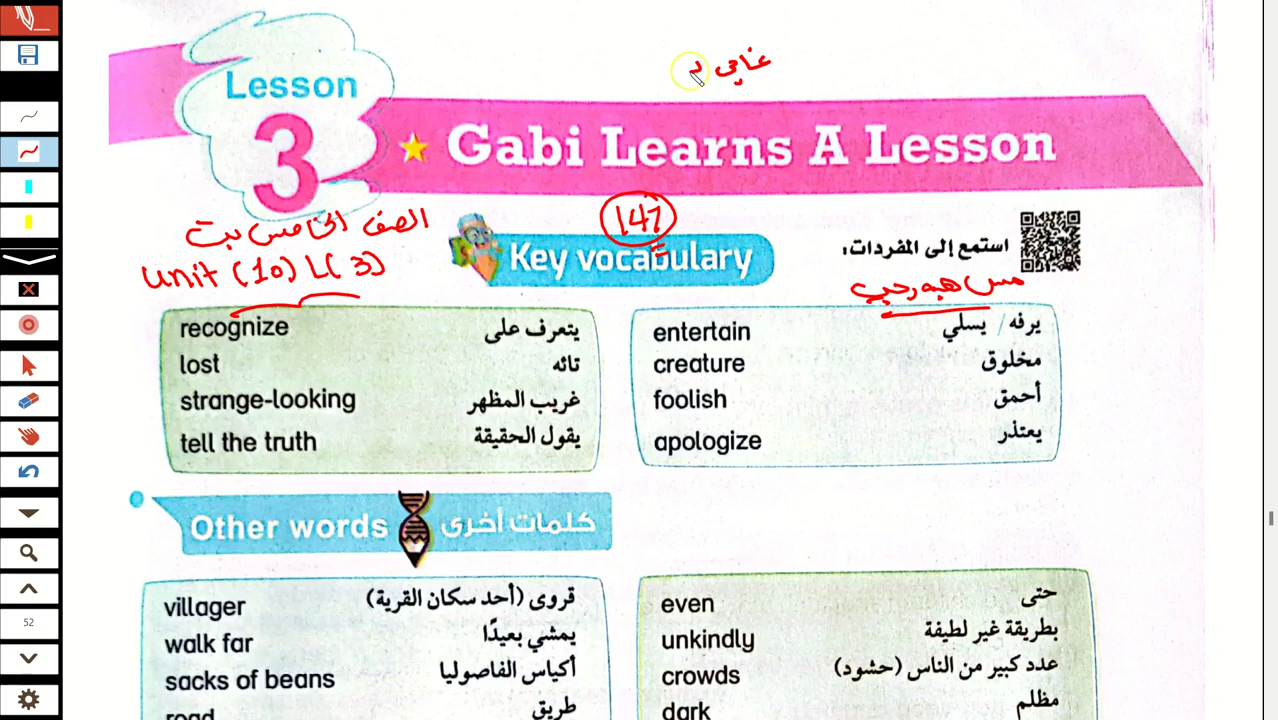 غابي
Lesson
3
Gabi Learns A Lesson
147
الصف الخامس بيت
Unit (10) L(3)
Key vocabulary
استمع إلى المفردات:
مس هبه رجب
recognize يتعرف على
lost تائه
strange-looking غريب المظهر
tell the truth يقول الحقيقة
entertain يرفه / يسلي
creature مخلوق
foolish أحمق
apologize يعتذر
Other words كلمات أخرى
villager قروى (أحد سكان القرية)
walk far يمشي بعيدًا
sacks of beans أكياس الفاصوليا
road طريق
even حتى
unkindly بطريقة غير لطيفة
crowds عدد كبير من الناس (حشود)
dark مظلم
52